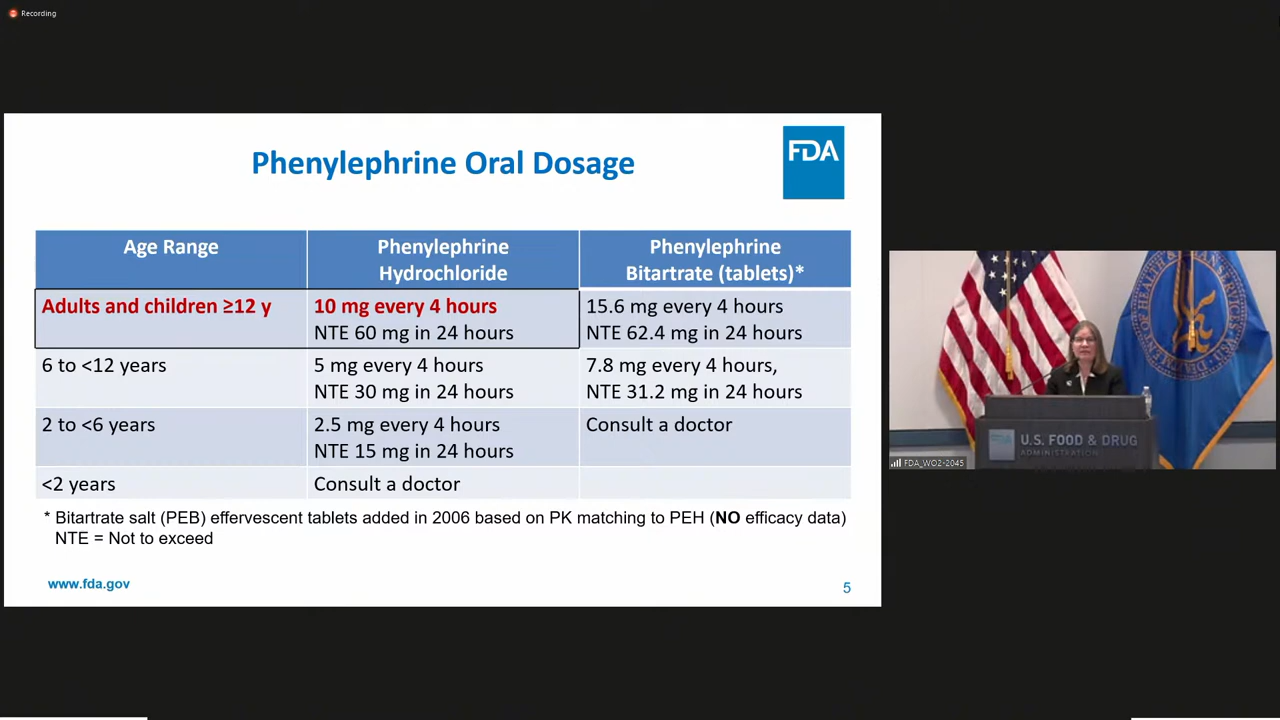 Recording
FDA
Phenylephrine Oral Dosage
Age Range
Phenylephrine
Hydrochloride
Phenylephrine
Bitartrate (tablets)*
Adults and children ≥12 y
10 mg every 4 hours
NTE 60 mg in 24 hours
15.6 mg every 4 hours
NTE 62.4 mg in 24 hours
6 to <12 years
5 mg every 4 hours
NTE 30 mg in 24 hours
7.8 mg every 4 hours,
NTE 31.2 mg in 24 hours
2 to <6 years
2.5 mg every 4 hours
NTE 15 mg in 24 hours
Consult a doctor
<2 years
Consult a doctor
* Bitartrate salt (PEB) effervescent tablets added in 2006 based on PK matching to PEH (NO efficacy data)
NTE = Not to exceed
www.fda.gov
5
U.S. FOOD & DRUG
ADMINISTRATION
FDA_WO2-2045